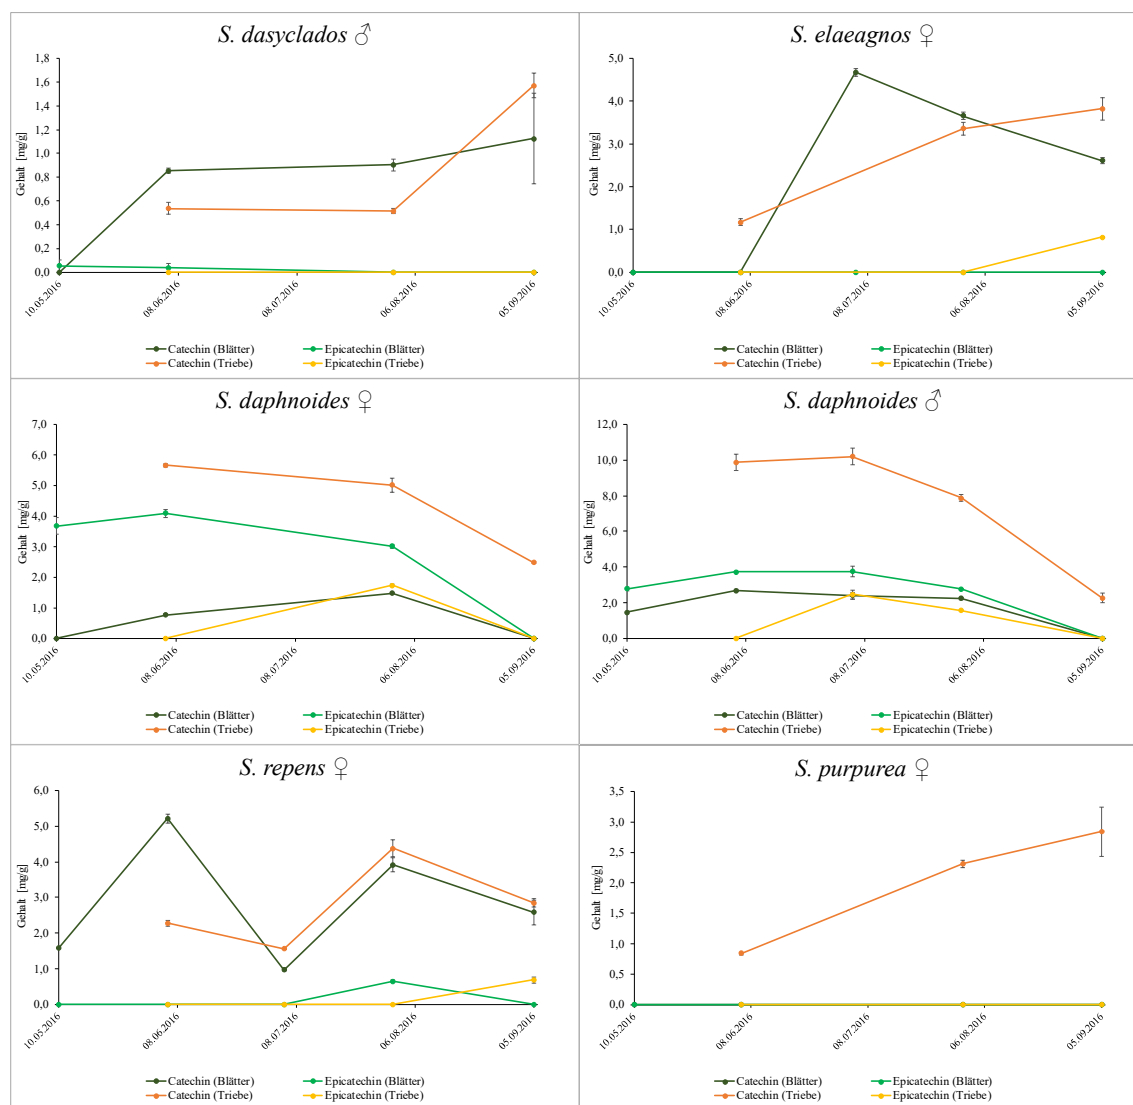 S. dasyclados ♂
Gehalt [mg/g]
1,8
1,6
1,4
1,2
1,0
0,8
0,6
0,4
0,2
0,0
10.05.2016 08.06.2016 08.07.2016 06.08.2016 05.09.2016
Catechin (Blätter) Epicatechin (Blätter)
Catechin (Triebe) Epicatechin (Triebe)
S. elaeagnos ♀
Gehalt [mg/g]
5,0
4,0
3,0
2,0
1,0
0,0
10.05.2016 08.06.2016 08.07.2016 06.08.2016 05.09.2016
Catechin (Blätter) Epicatechin (Blätter)
Catechin (Triebe) Epicatechin (Triebe)
S. daphnoides ♀
Gehalt [mg/g]
7,0
6,0
5,0
4,0
3,0
2,0
1,0
0,0
10.05.2016 08.06.2016 08.07.2016 06.08.2016 05.09.2016
Catechin (Blätter) Epicatechin (Blätter)
Catechin (Triebe) Epicatechin (Triebe)
S. daphnoides ♂
Gehalt [mg/g]
12,0
10,0
8,0
6,0
4,0
2,0
0,0
10.05.2016 08.06.2016 08.07.2016 06.08.2016 05.09.2016
Catechin (Blätter) Epicatechin (Blätter)
Catechin (Triebe) Epicatechin (Triebe)
S. repens ♀
Gehalt [mg/g]
6,0
5,0
4,0
3,0
2,0
1,0
0,0
10.05.2016 08.06.2016 08.07.2016 06.08.2016 05.09.2016
Catechin (Blätter) Epicatechin (Blätter)
Catechin (Triebe) Epicatechin (Triebe)
S. purpurea ♀
Gehalt [mg/g]
3,5
3,0
2,5
2,0
1,5
1,0
0,5
0,0
10.05.2016 08.06.2016 08.07.2016 06.08.2016 05.09.2016
Catechin (Blätter) Epicatechin (Blätter)
Catechin (Triebe) Epicatechin (Triebe)